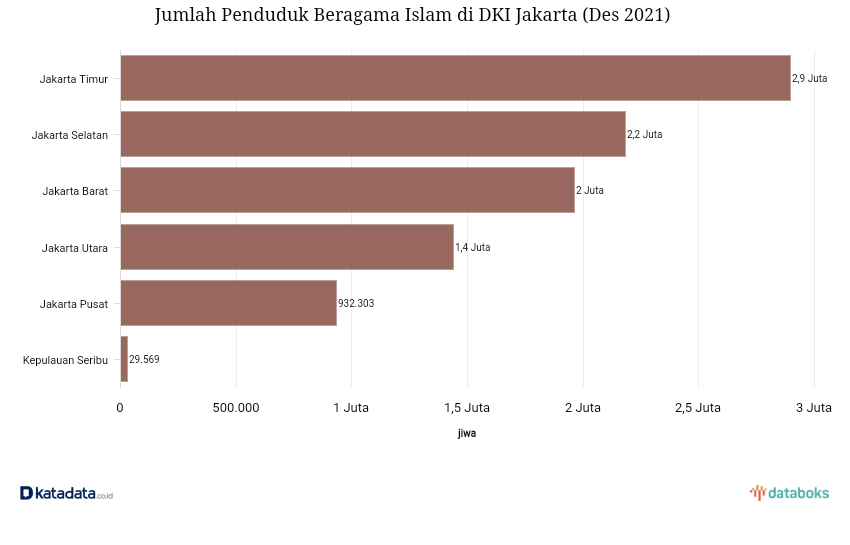 Jumlah Penduduk Beragama Islam di DKI Jakarta (Des 2021)
Jakarta Timur
2,9 Juta
Jakarta Selatan
2,2 Juta
Jakarta Barat
2 Juta
Jakarta Utara
1,4 Juta
Jakarta Pusat
932.303
Kepulauan Seribu
29.569
0 500.000 1 Juta 1,5 Juta 2 Juta 2,5 Juta 3 Juta
jiwa
katadata.co.id
databoks